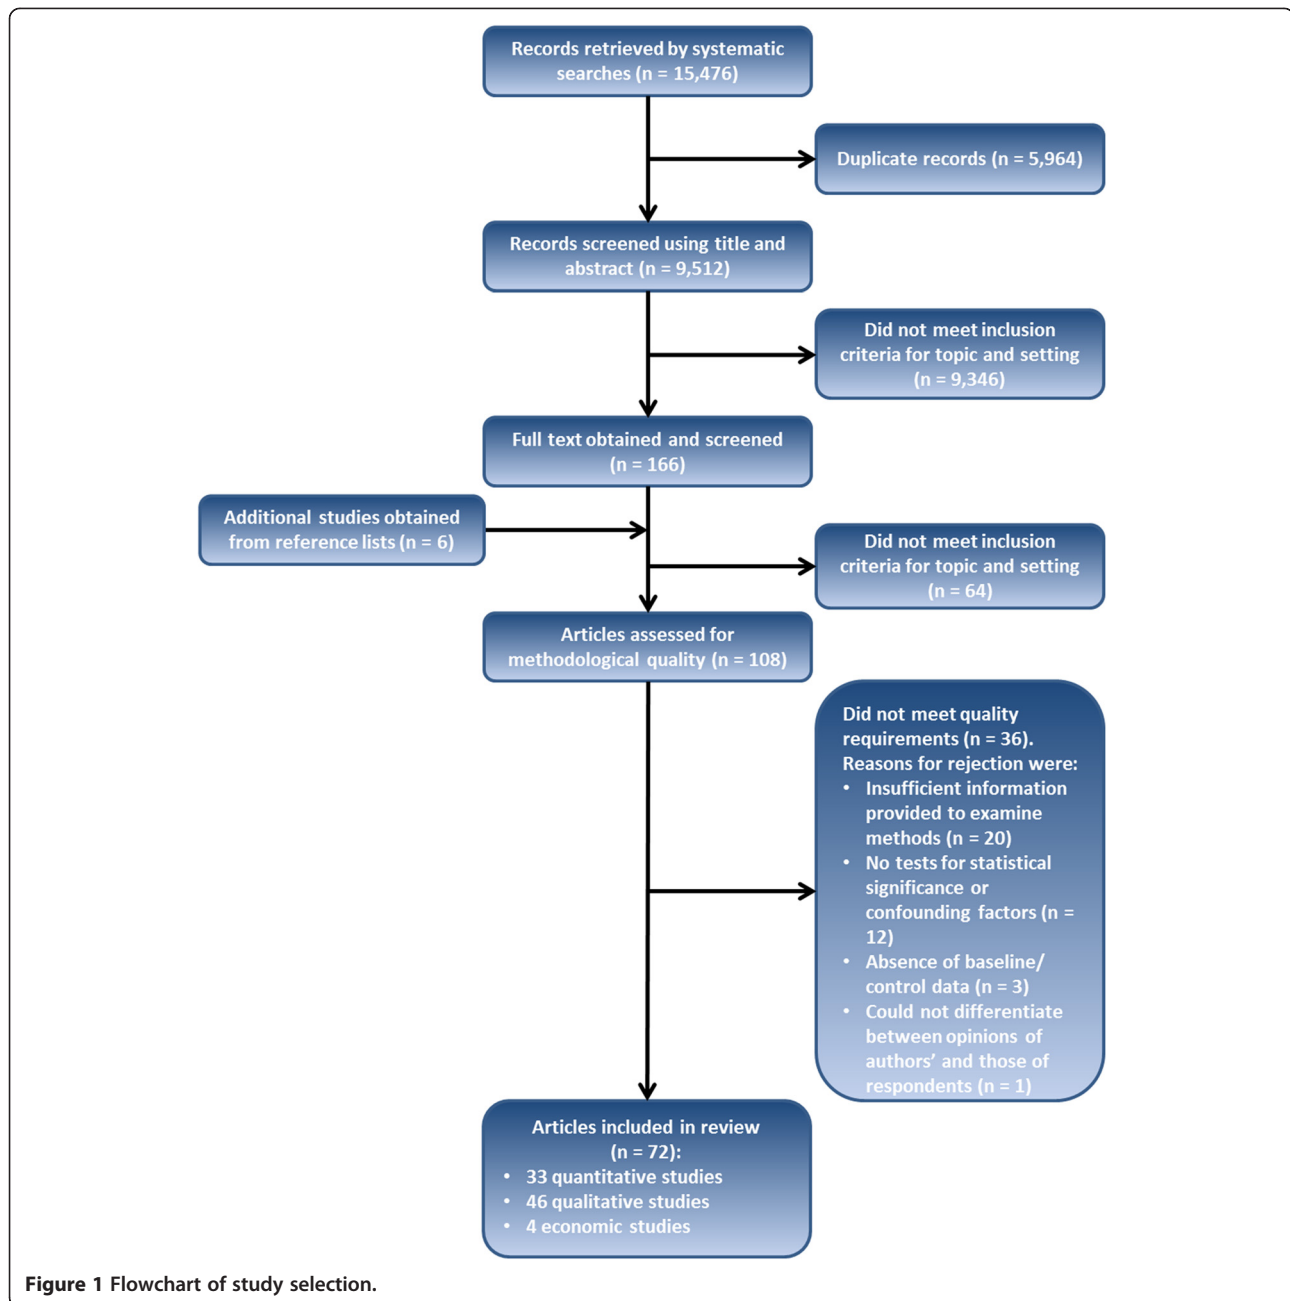 Records retrieved by systematic
searches (n = 15,476)
Duplicate records (n = 5,964)
Records screened using title and
abstract (n = 9,512)
Did not meet inclusion
criteria for topic and setting
(n = 9,346)
Full text obtained and screened
(n = 166)
Additional studies obtained
from reference lists (n = 6)
Did not meet inclusion
criteria for topic and setting
(n = 64)
Articles assessed for
methodological quality (n = 108)
Did not meet quality
requirements (n = 36).
Reasons for rejection were:
• Insufficient information
provided to examine
methods (n = 20)
• No tests for statistical
significance or
confounding factors (n =
12)
• Absence of baseline/
control data (n = 3)
• Could not differentiate
between opinions of
authors’ and those of
respondents (n = 1)
Articles included in review
(n = 72):
• 33 quantitative studies
• 46 qualitative studies
• 4 economic studies
Figure 1 Flowchart of study selection.